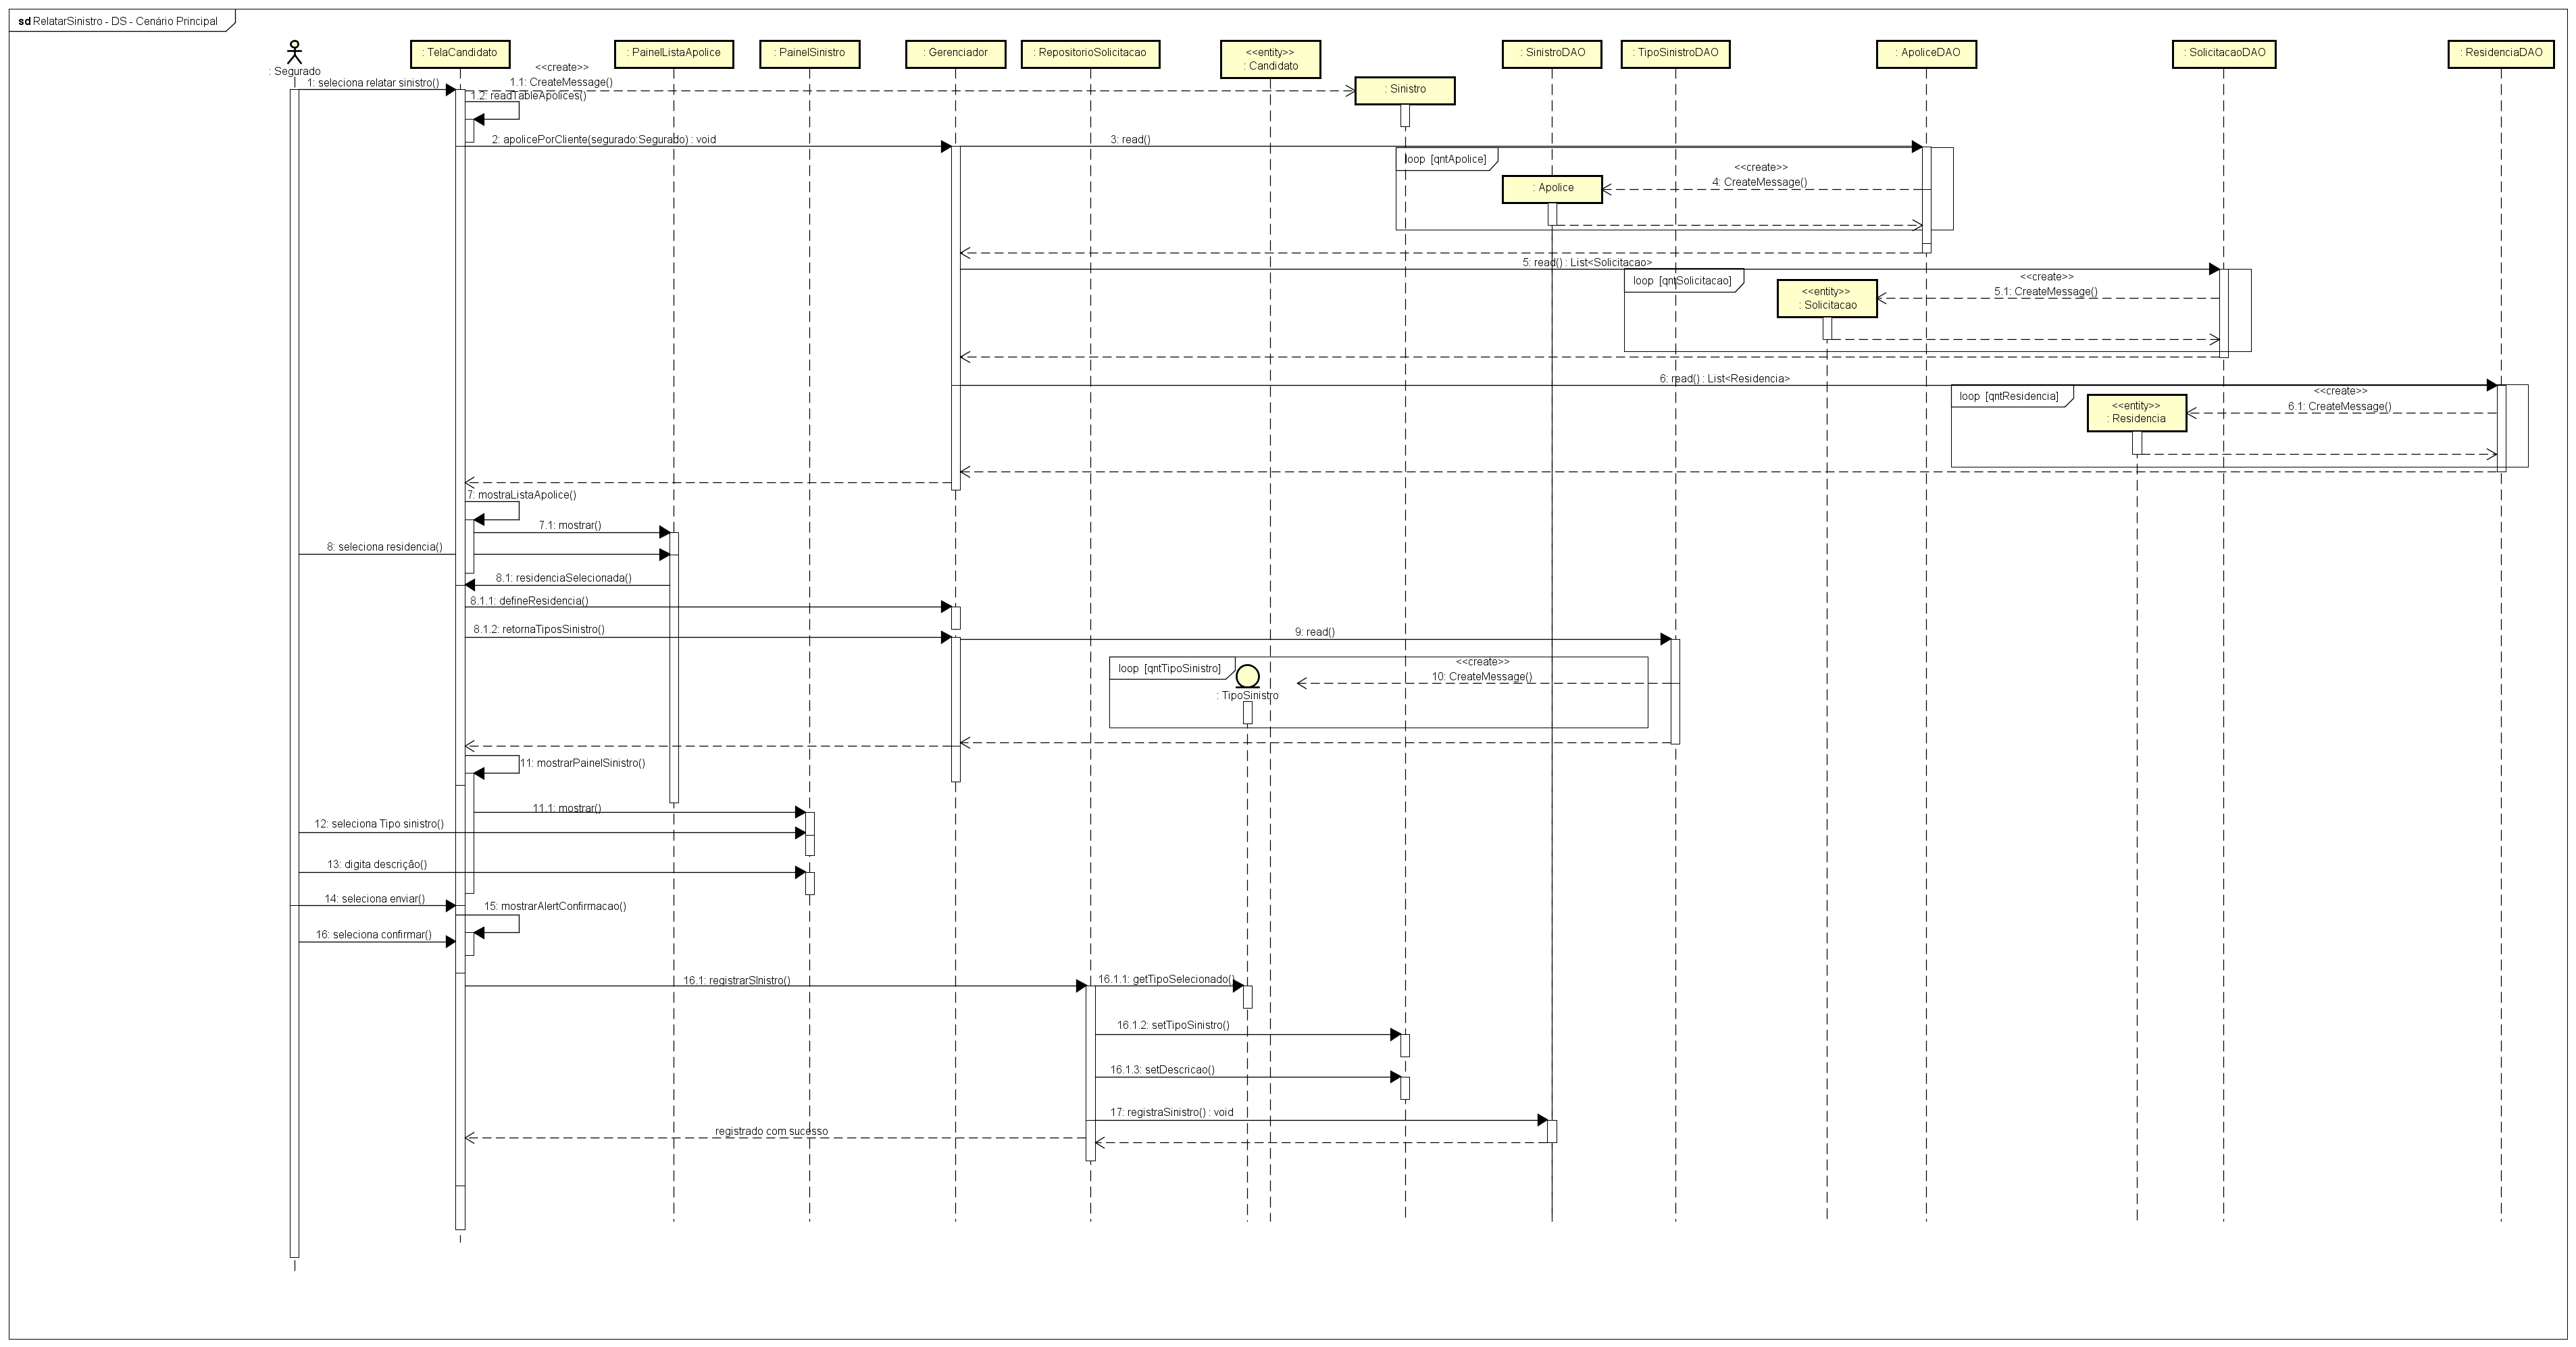 sd RelatarSinistro - DS - Cenário Principal
: Segurado
: TelaCandidato
: PainelListaApolice
: PainelSinistro
: Gerenciador
: RepositorioSolicitacao
<<entity>>
: Candidato
: SinistroDAO
: TipoSinistroDAO
: ApoliceDAO
: SolicitacaoDAO
: ResidenciaDAO
1: seleciona relatar sinistro()
<<create>>
1.1: CreateMessage()
: Sinistro
1.2: readTableApolices()
2: apolicePorCliente(segurado:Segurado) : void
3: read()
loop [qntApolice]
<<create>>
4: CreateMessage()
: Apolice
5: read() : List<Solicitacao>
loop [qntSolicitacao]
<<create>>
5.1: CreateMessage()
<<entity>>
: Solicitacao
6: read() : List<Residencia>
loop [qntResidencia]
<<create>>
6.1: CreateMessage()
<<entity>>
: Residencia
7: mostraListaApolice()
7.1: mostrar()
8: seleciona residencia()
8.1: residenciaSelecionada()
8.1.1: defineResidencia()
8.1.2: retornaTiposSinistro()
9: read()
loop [qntTipoSinistro]
<<create>>
10: CreateMessage()
: TipoSinistro
11: mostrarPainelSinistro()
11.1: mostrar()
12: seleciona Tipo sinistro()
13: digita descrição()
14: seleciona enviar()
15: mostrarAlertConfirmacao()
16: seleciona confirmar()
16.1: registrarSInistro()
16.1.1: getTipoSelecionado()
16.1.2: setTipoSinistro()
16.1.3: setDescricao()
17: registraSinistro() : void
registrado com sucesso